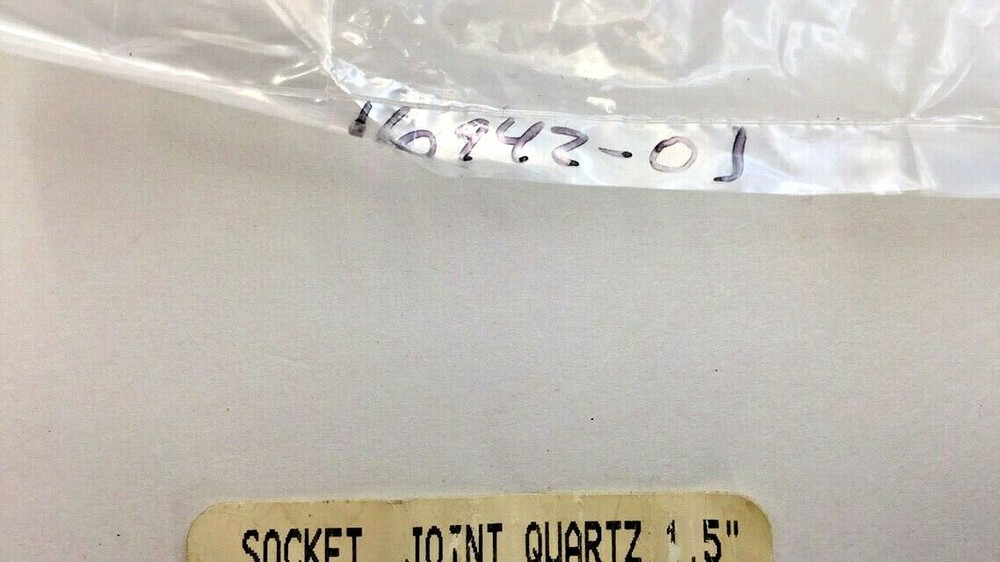 16942-01
SOCKET JOINT QUARTZ 1.5"